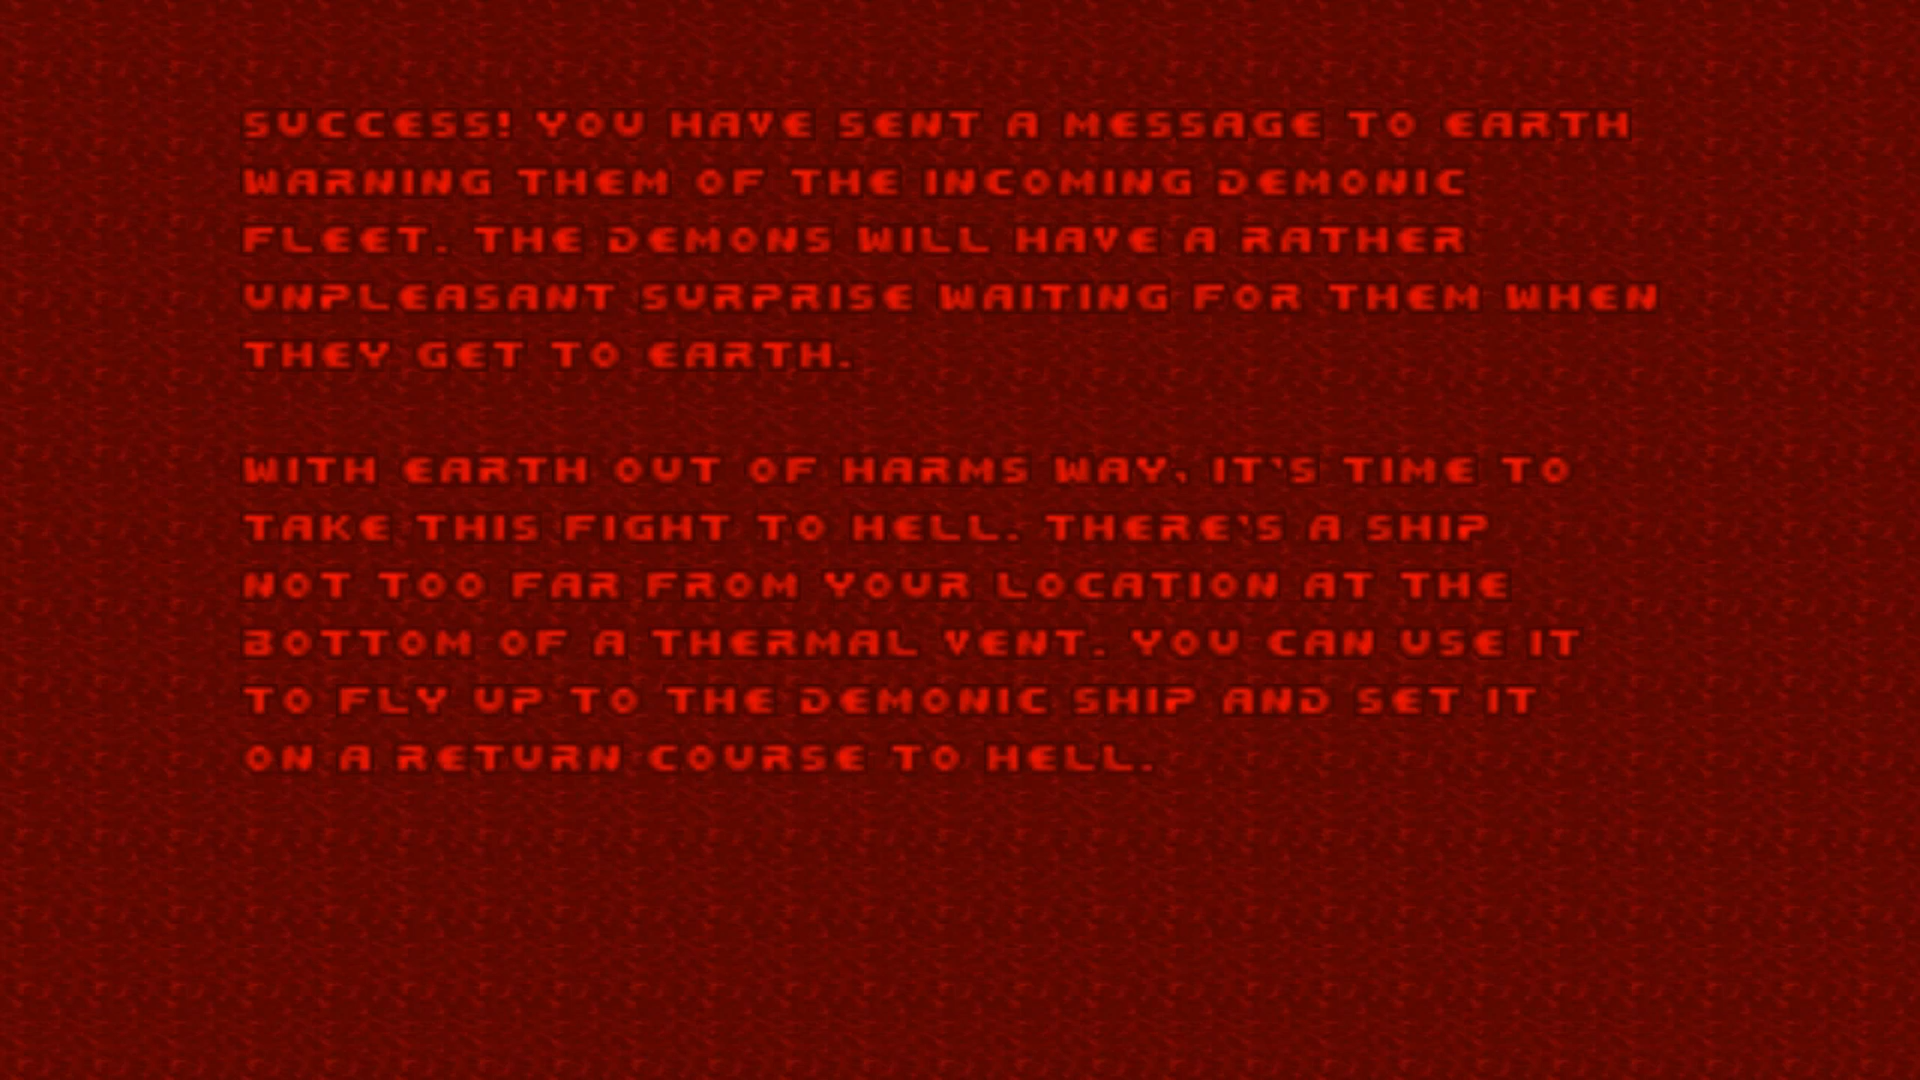 SUCCESS! YOU HAVE SENT A MESSAGE TO EARTH
WARNING THEM OF THE INCOMING DEMONIC
FLEET. THE DEMONS WILL HAVE A RATHER
UNPLEASANT SURPRISE WAITING FOR THEM WHEN
THEY GET TO EARTH.
WITH EARTH OUT OF HARMS WAY, IT'S TIME TO
TAKE THIS FIGHT TO HELL. THERE'S A SHIP
NOT TOO FAR FROM YOUR LOCATION AT THE
BOTTOM OF A THERMAL VENT. YOU CAN USE IT
TO FLY UP TO THE DEMONIC SHIP AND SET IT
ON A RETURN COURSE TO HELL.